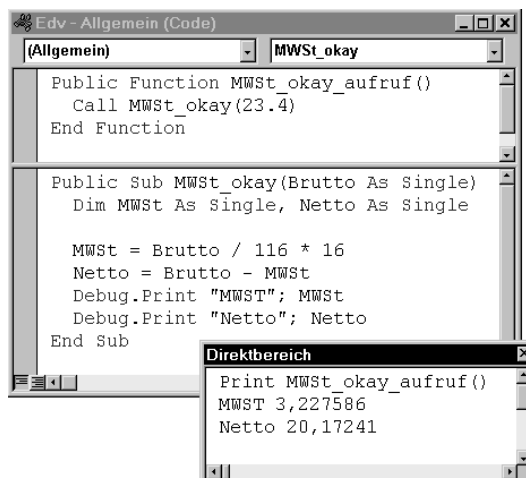 Edv - Allgemein (Code)
(Allgemein) MWSt_okay
Public Function MWSt_okay_aufruf()
Call MWSt_okay(23.4)
End Function
Public Sub MWSt_okay(Brutto As Single)
Dim MWSt As Single, Netto As Single
MWSt = Brutto / 116 * 16
Netto = Brutto - MWSt
Debug.Print "MWST"; MWSt
Debug.Print "Netto"; Netto
End Sub
Direktbereich
Print MWSt_okay_aufruf()
MWST 3,227586
Netto 20,17241